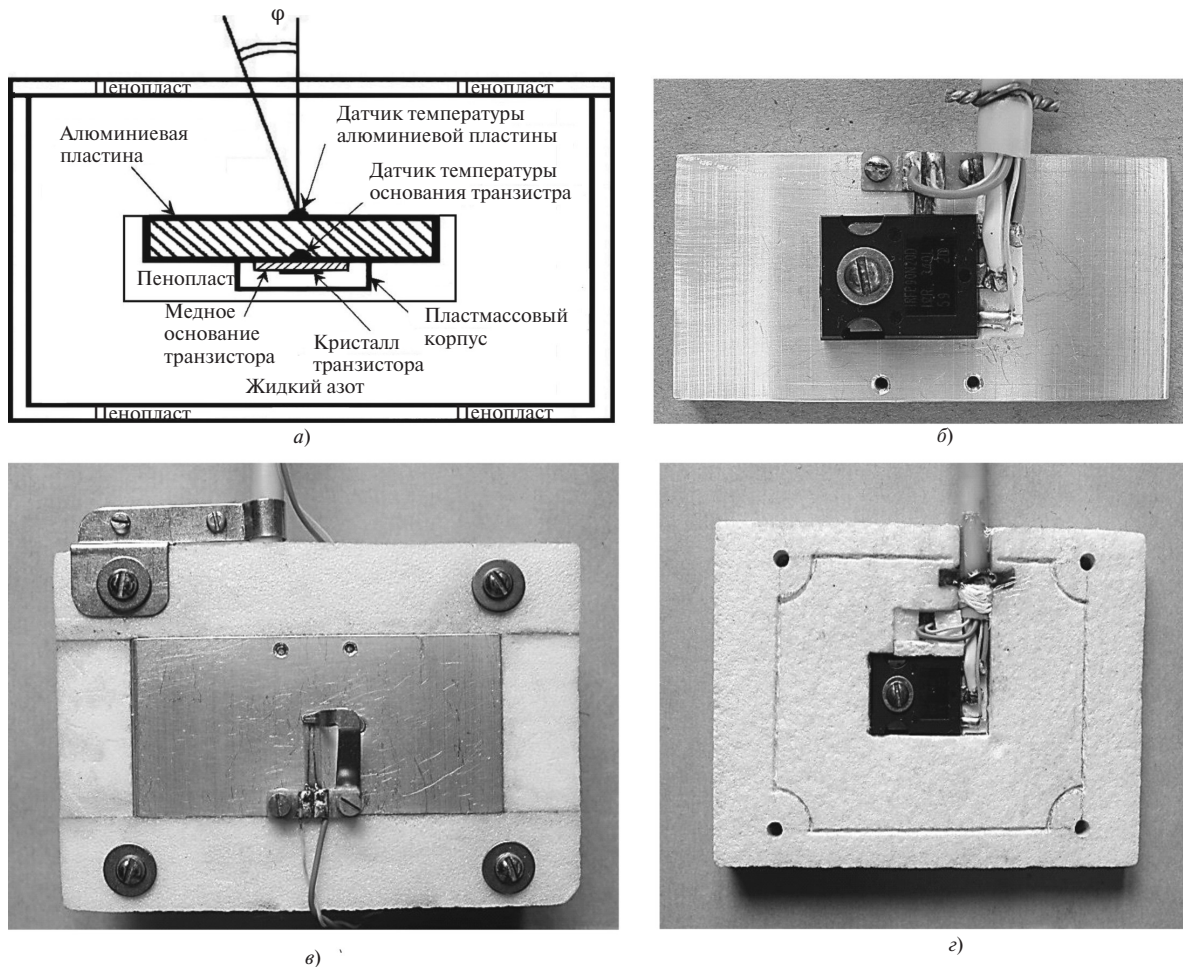 φ
Пенопласт
Пенопласт
Датчик температуры
алюминиевой пластины
Алюминиевая
пластина
Датчик температуры
основания транзистра
Пенопласт
Медное
основание
транзистора
Кристалл
транзистора
Пластмассовый
корпус
Жидкий азот
Пенопласт
Пенопласт
а)
б)
в)
г)